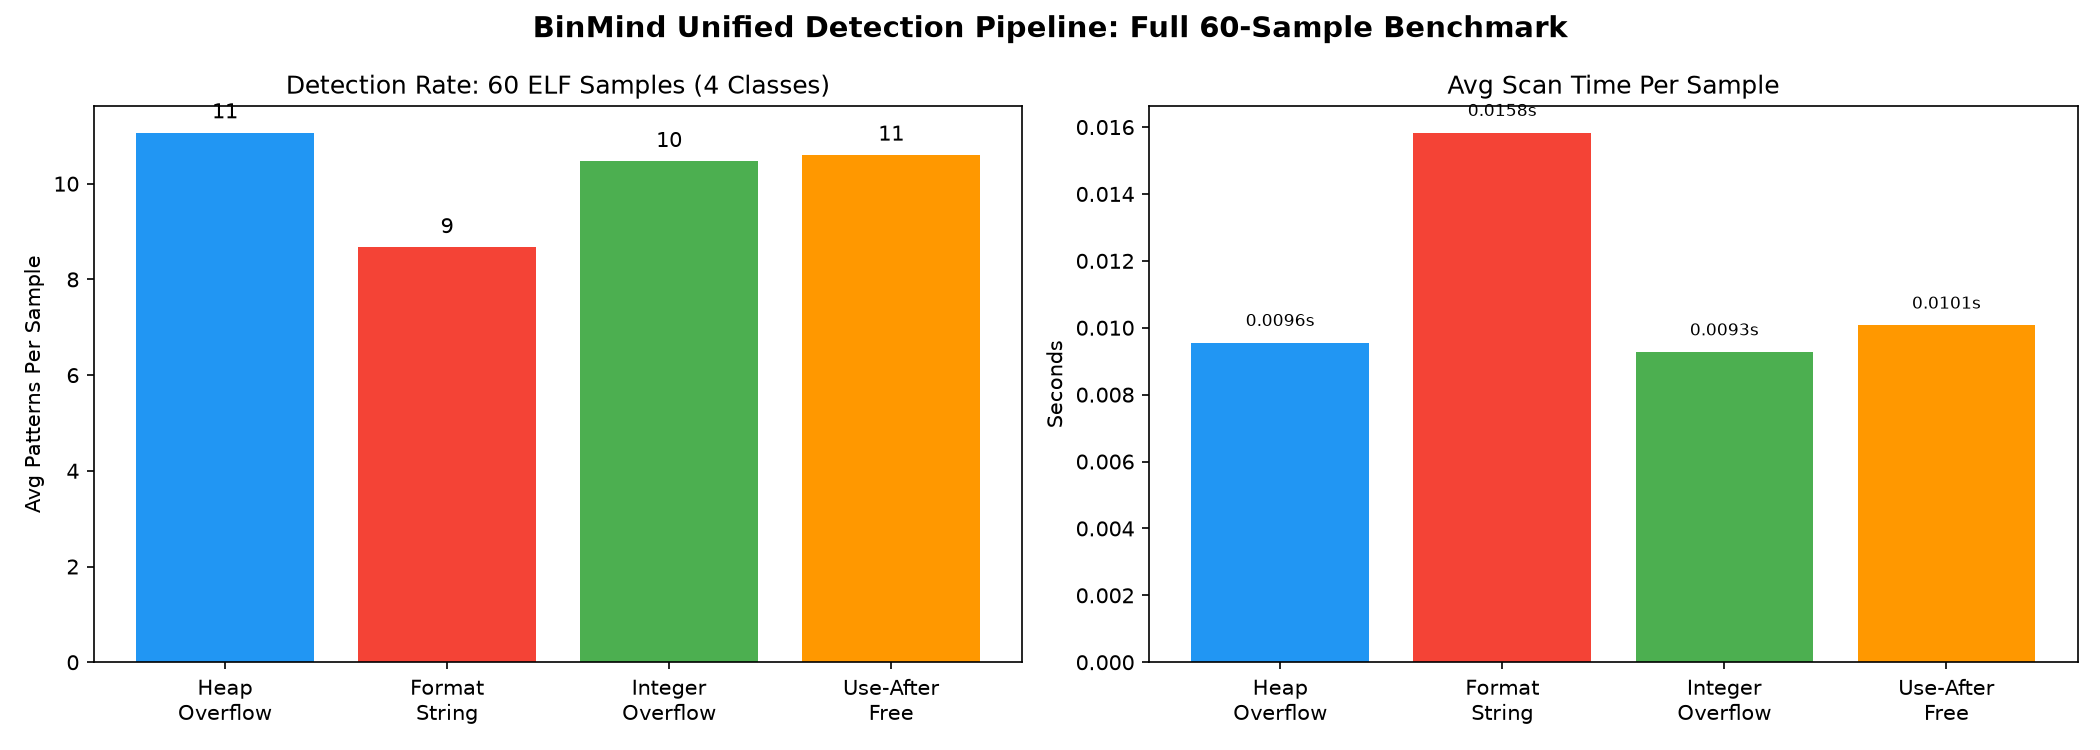 BinMind Unified Detection Pipeline: Full 60-Sample Benchmark
Detection Rate: 60 ELF Samples (4 Classes)
Avg Patterns Per Sample
10
8
6
4
2
0
11
9
10
11
Heap
Overflow
Format
String
Integer
Overflow
Use-After
Free
Avg Scan Time Per Sample
Seconds
0.016
0.014
0.012
0.010
0.008
0.006
0.004
0.002
0.000
0.0096s
0.0158s
0.0093s
0.0101s
Heap
Overflow
Format
String
Integer
Overflow
Use-After
Free